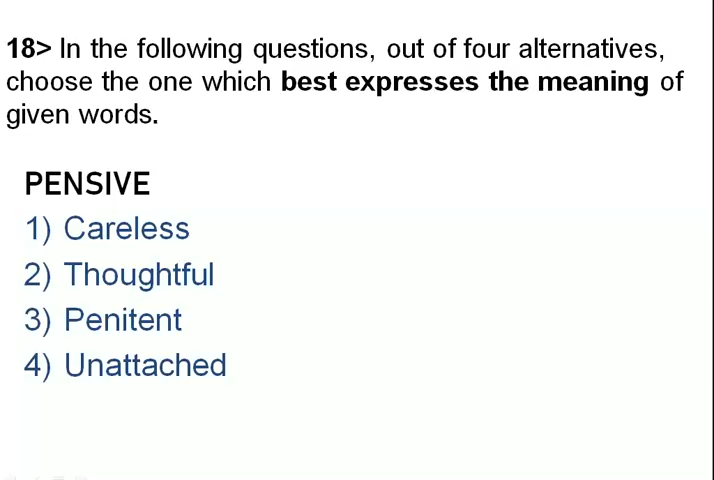 18> In the following questions, out of four alternatives,
choose the one which best expresses the meaning of
given words.
PENSIVE
1) Careless
2) Thoughtful
3) Penitent
4) Unattached